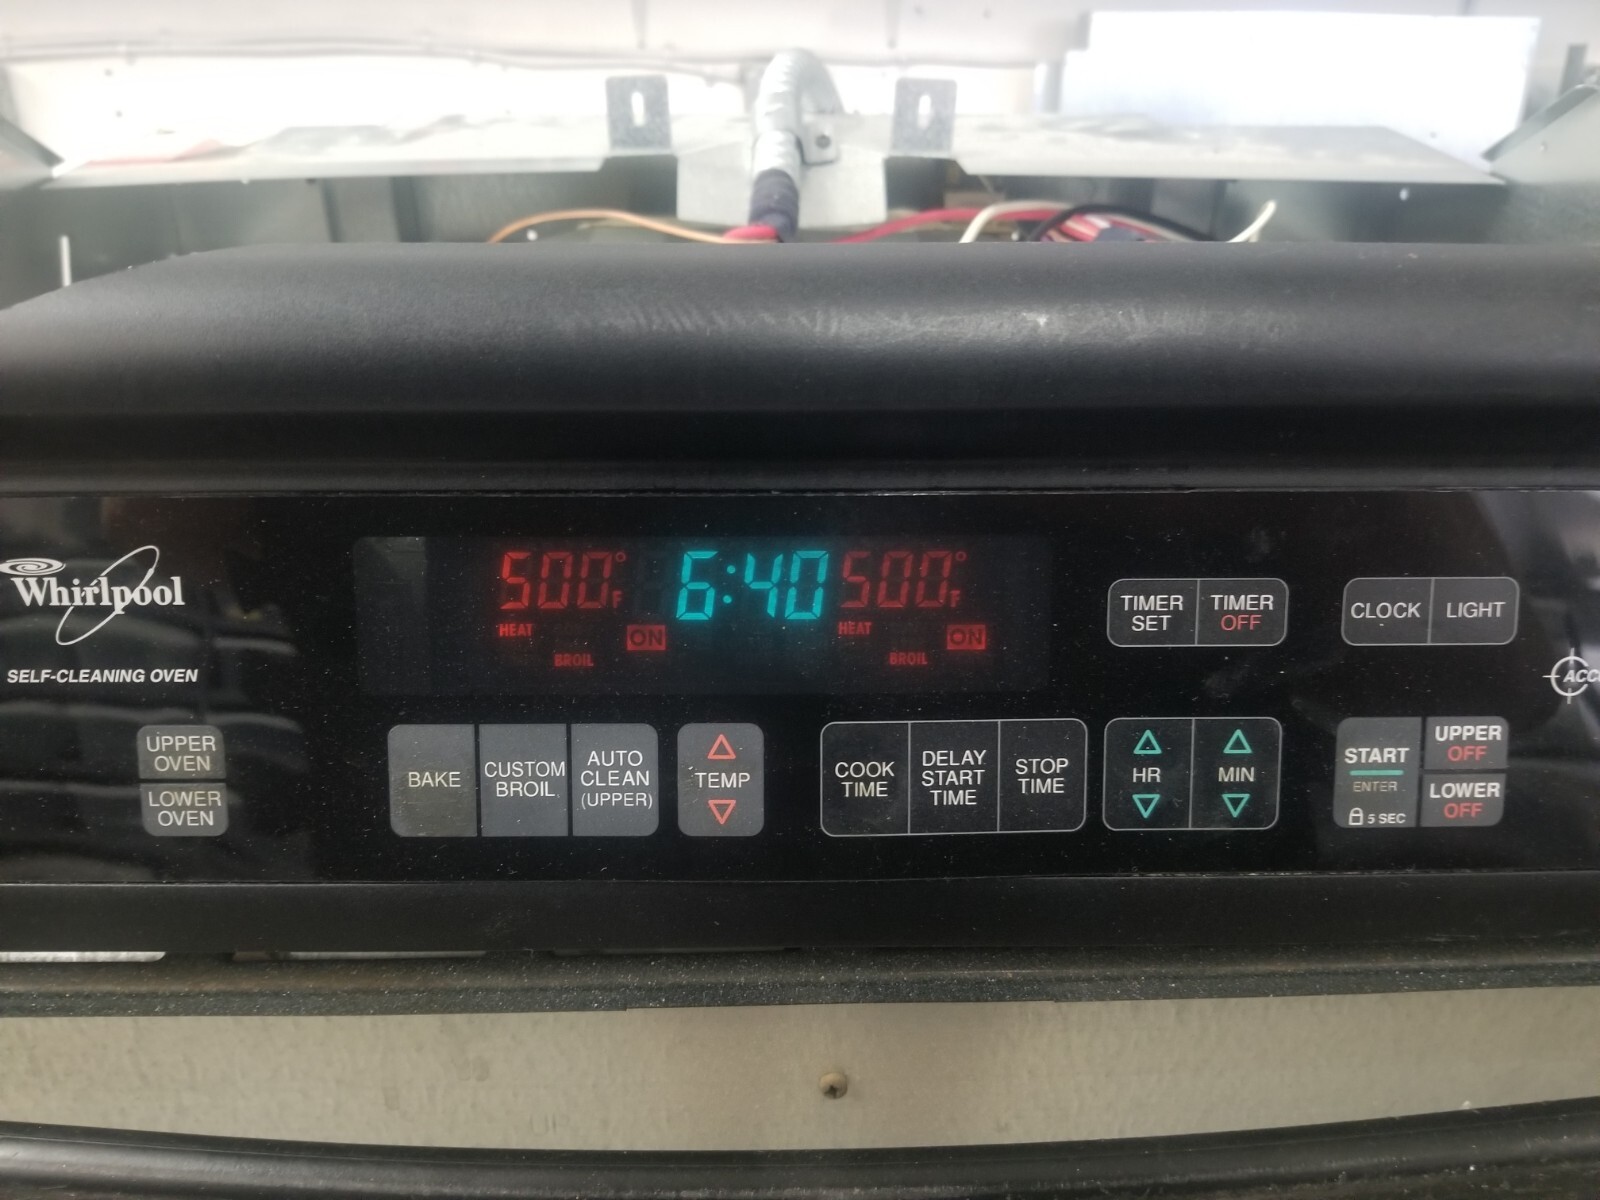 Whirlpool
SELF-CLEANING OVEN
500°F
HEAT
BROIL
ON
6:40
500°F
HEAT
BROIL
ON
TIMER
SET
TIMER
OFF
CLOCK
LIGHT
UPPER
OVEN
LOWER
OVEN
BAKE
CUSTOM
BROIL
AUTO
CLEAN
(UPPER)
TEMP
COOK
TIME
DELAY
START
TIME
STOP
TIME
HR
MIN
START
ENTER
5 SEC
UPPER
OFF
LOWER
OFF